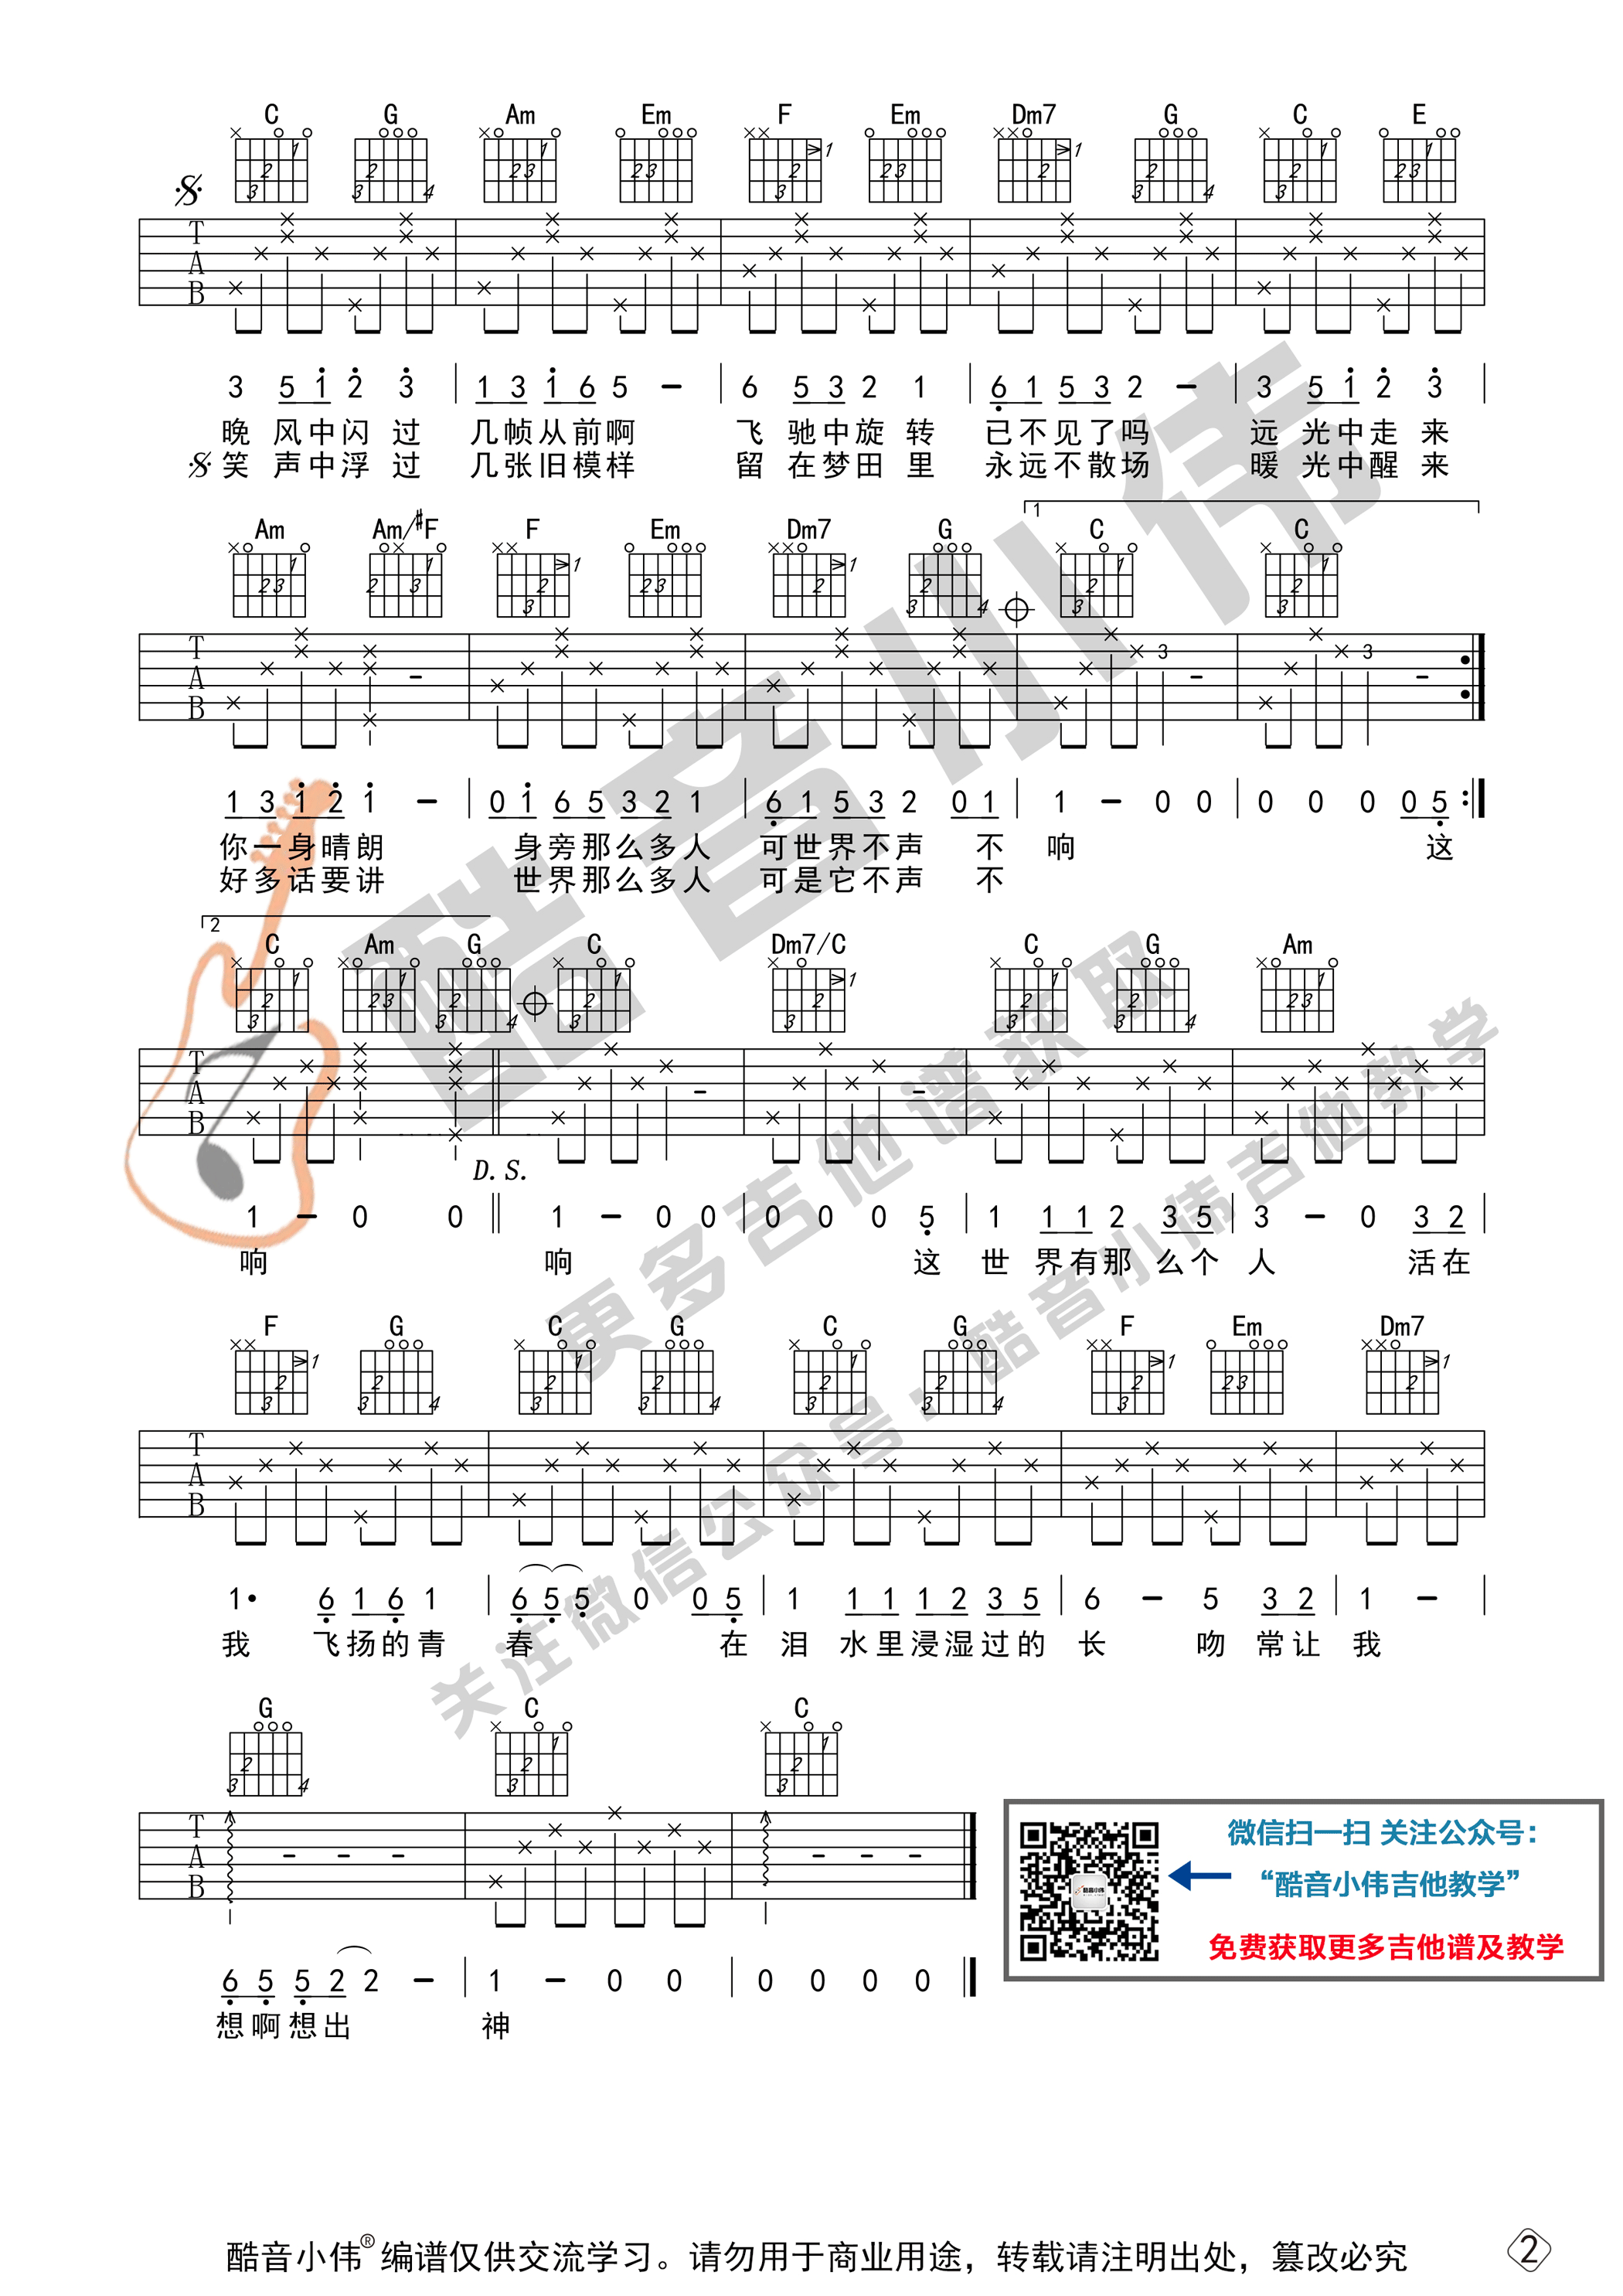 C G Am Em F Em Dm7 G C E
T A B
3 5 1 2 3 | 1 3 1 6 5 – | 6 5 3 2 1 | 6 1 5 3 2 – | 3 5 1 2 3 |
晚 风中闪 过 几帧从前啊 飞 驰中旋 转 已不见了吗 远 光中走 来
笑 声中浮 过 几张旧模样 留 在梦田 里 永远不散场 暖 光中醒 来
Am Am/#F F Em Dm7 G 1 C C
T A B
3 3
1 3 1 2 1 – | 0 1 6 5 3 2 1 | 6 1 5 3 2 0 1 | 1 – 0 0 | 0 0 0 0 5 :|
你一身晴朗 身旁那么多人 可世界不声 不 响 这
好多话要讲 世界那么多人 可是它不声 不
2 C Am G C Dm7/C C G Am
T A B
D. S.
1 – 0 0 || 1 – 0 0 | 0 0 0 5 | 1 1 1 2 3 5 | 3 – 0 3 2 |
响 响 这 世 界有那 么个 人 活在
F G C G C G F Em Dm7
T A B
1• 6 1 6 1 | 6 5 5 0 0 5 | 1 1 1 1 2 3 5 | 6 – 5 3 2 | 1 – |
我 飞扬的青 春 在 泪 水里浸湿过的 长 吻 常让 我
G C C
T A B
6 5 5 2 2 – | 1 – 0 0 | 0 0 0 0 ||
想啊想出 神
酷音小伟
更多吉他谱获取
关注微信公众号：酷音小伟吉他教学
微信扫一扫 关注公众号：
“酷音小伟吉他教学”
免费获取更多吉他谱及教学
酷音小伟
酷音小伟® 编谱仅供交流学习。请勿用于商业用途，转载请注明出处，篡改必究
2